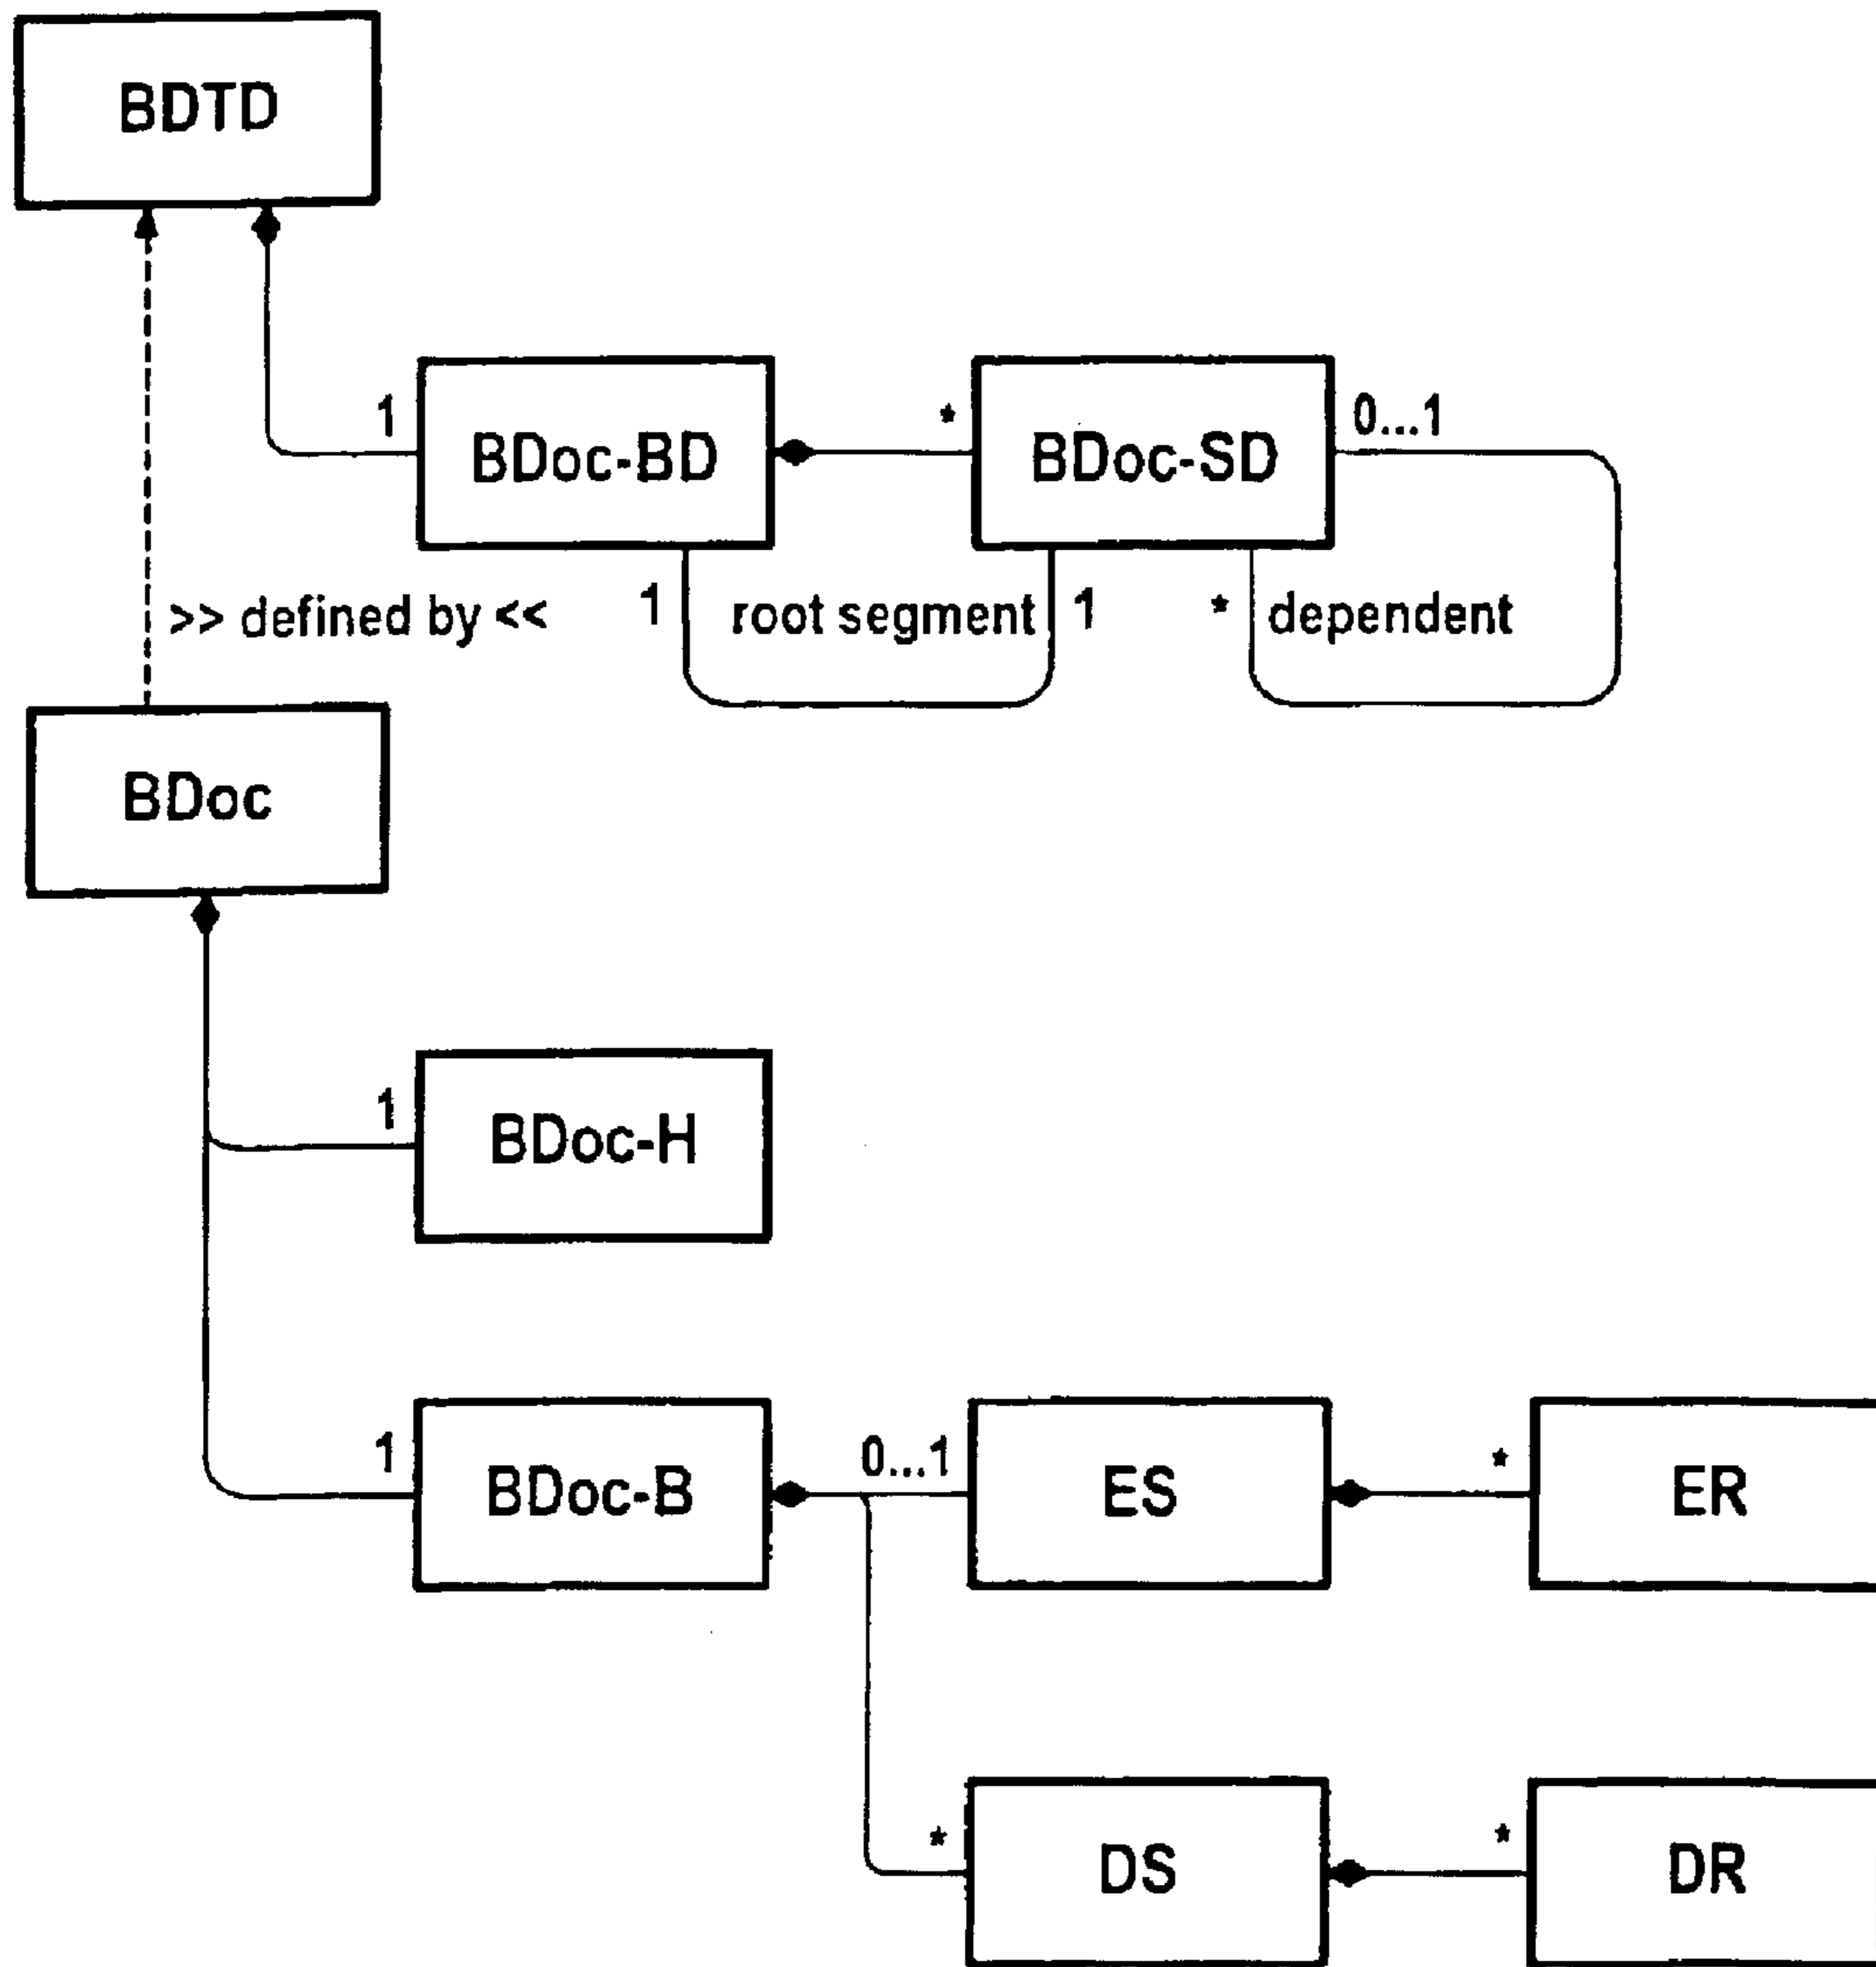 BDTD
1
BDoc-BD
*
BDoc-SD
0...1
>> defined by <<
1
root segment
1
* dependent
BDoc
1
BDoc-H
1
BDoc-B
0...1
ES
*
ER
*
DS
*
DR